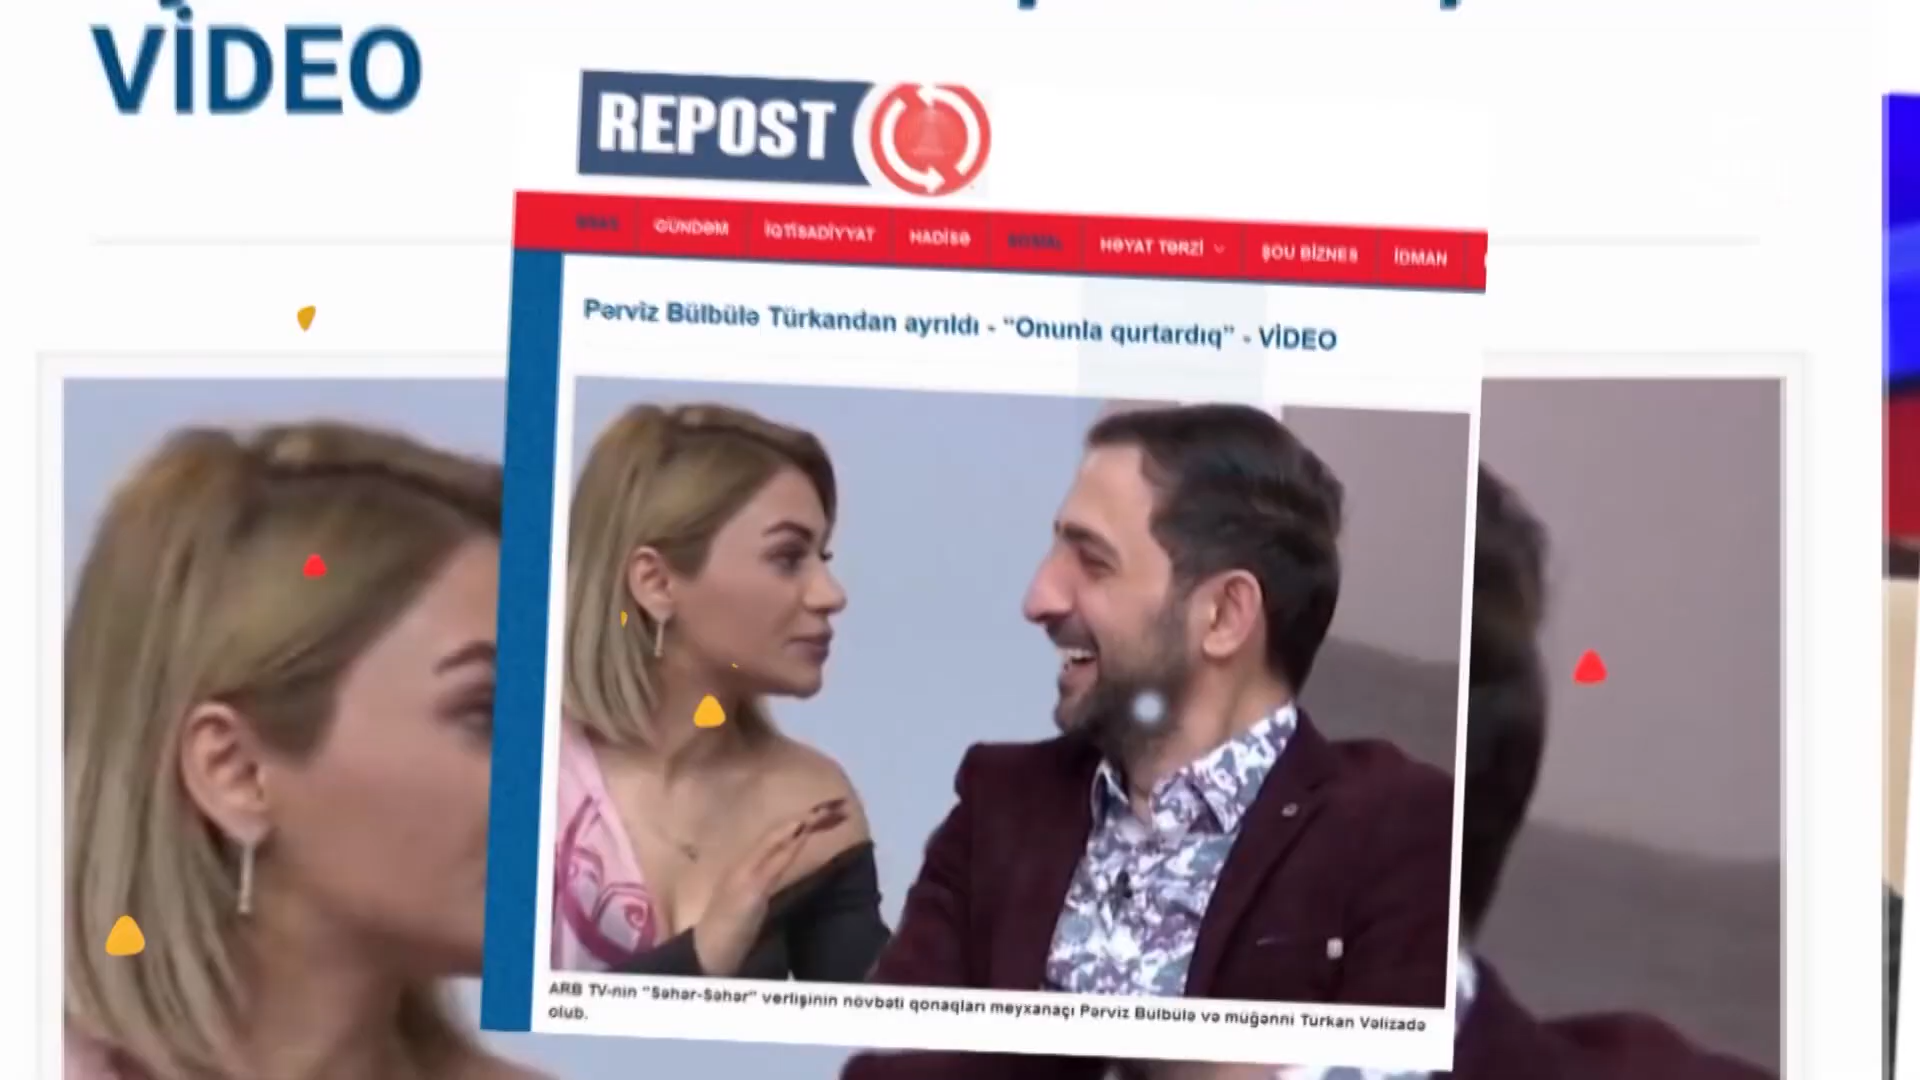 VİDEO
REPOST
GÜNDƏM İQTİSADİYYAT HADİSƏ SOSİAL HƏYAT TƏRZİ ŞOU BİZNES İDMAN
Pərviz Bülbülə Türkandan ayrıldı - "Onunla qurtardıq" - VİDEO
ARB TV-nin "Səhər-Səhər" verlişinin növbəti qonaqları meyxanaçı Pərviz Bülbülə və müğənni Türkan Vəlizadə
olub.